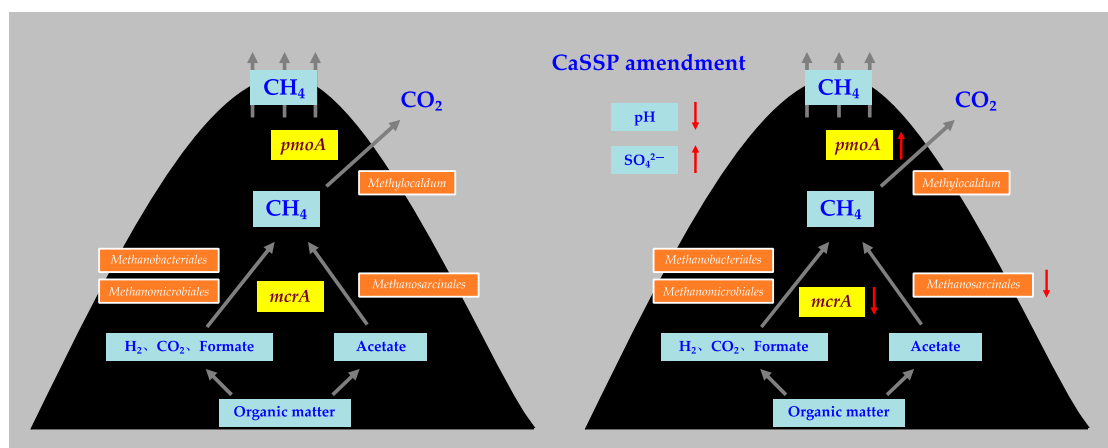 CH₄
CO₂
pmoA
Methylocaldum
CH₄
Methanobacteriales
Methanomicrobiales
Methanosarcinales
mcrA
H₂、CO₂、Formate
Acetate
Organic matter
CaSSP amendment
pH
SO₄²⁻
CH₄
CO₂
pmoA
Methylocaldum
CH₄
Methanobacteriales
Methanomicrobiales
Methanosarcinales
mcrA
H₂、CO₂、Formate
Acetate
Organic matter